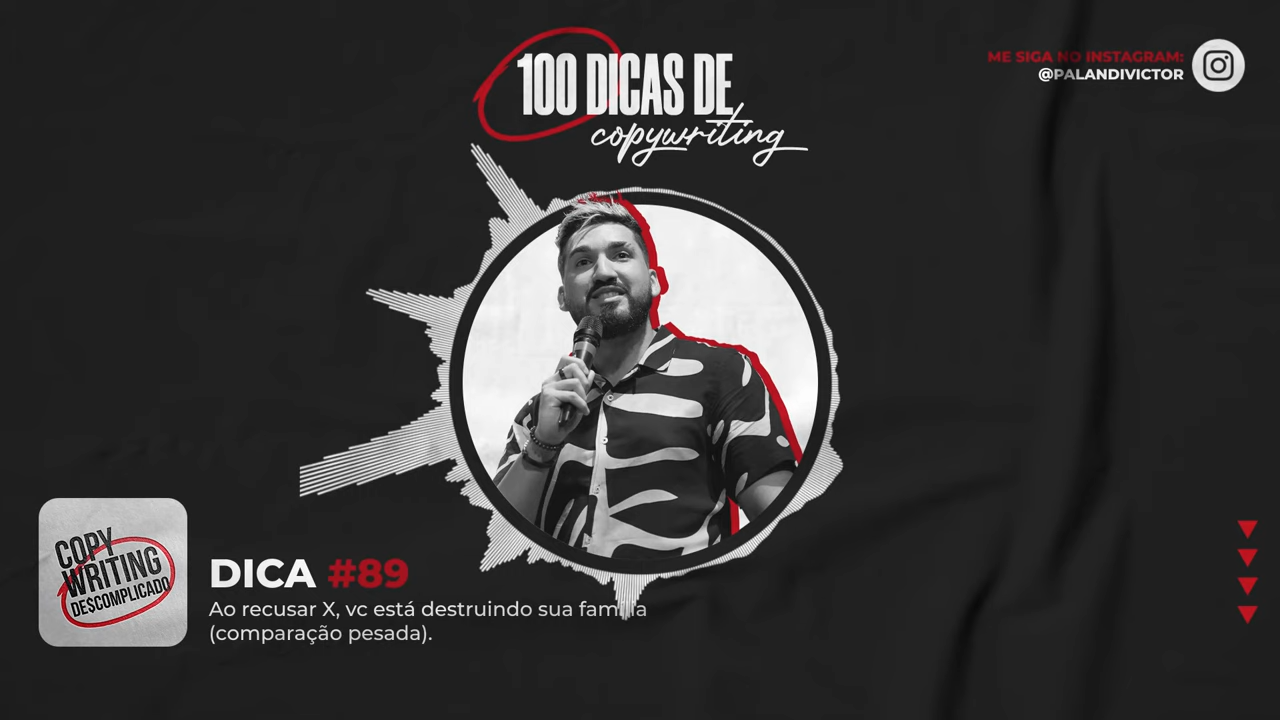 100 DICAS DE
copywriting
ME SIGA NO INSTAGRAM:
@PALANDIVICTOR
COPY
WRITING
DESCOMPLICADO
DICA #89
Ao recusar X, vc está destruindo sua família
(comparação pesada).